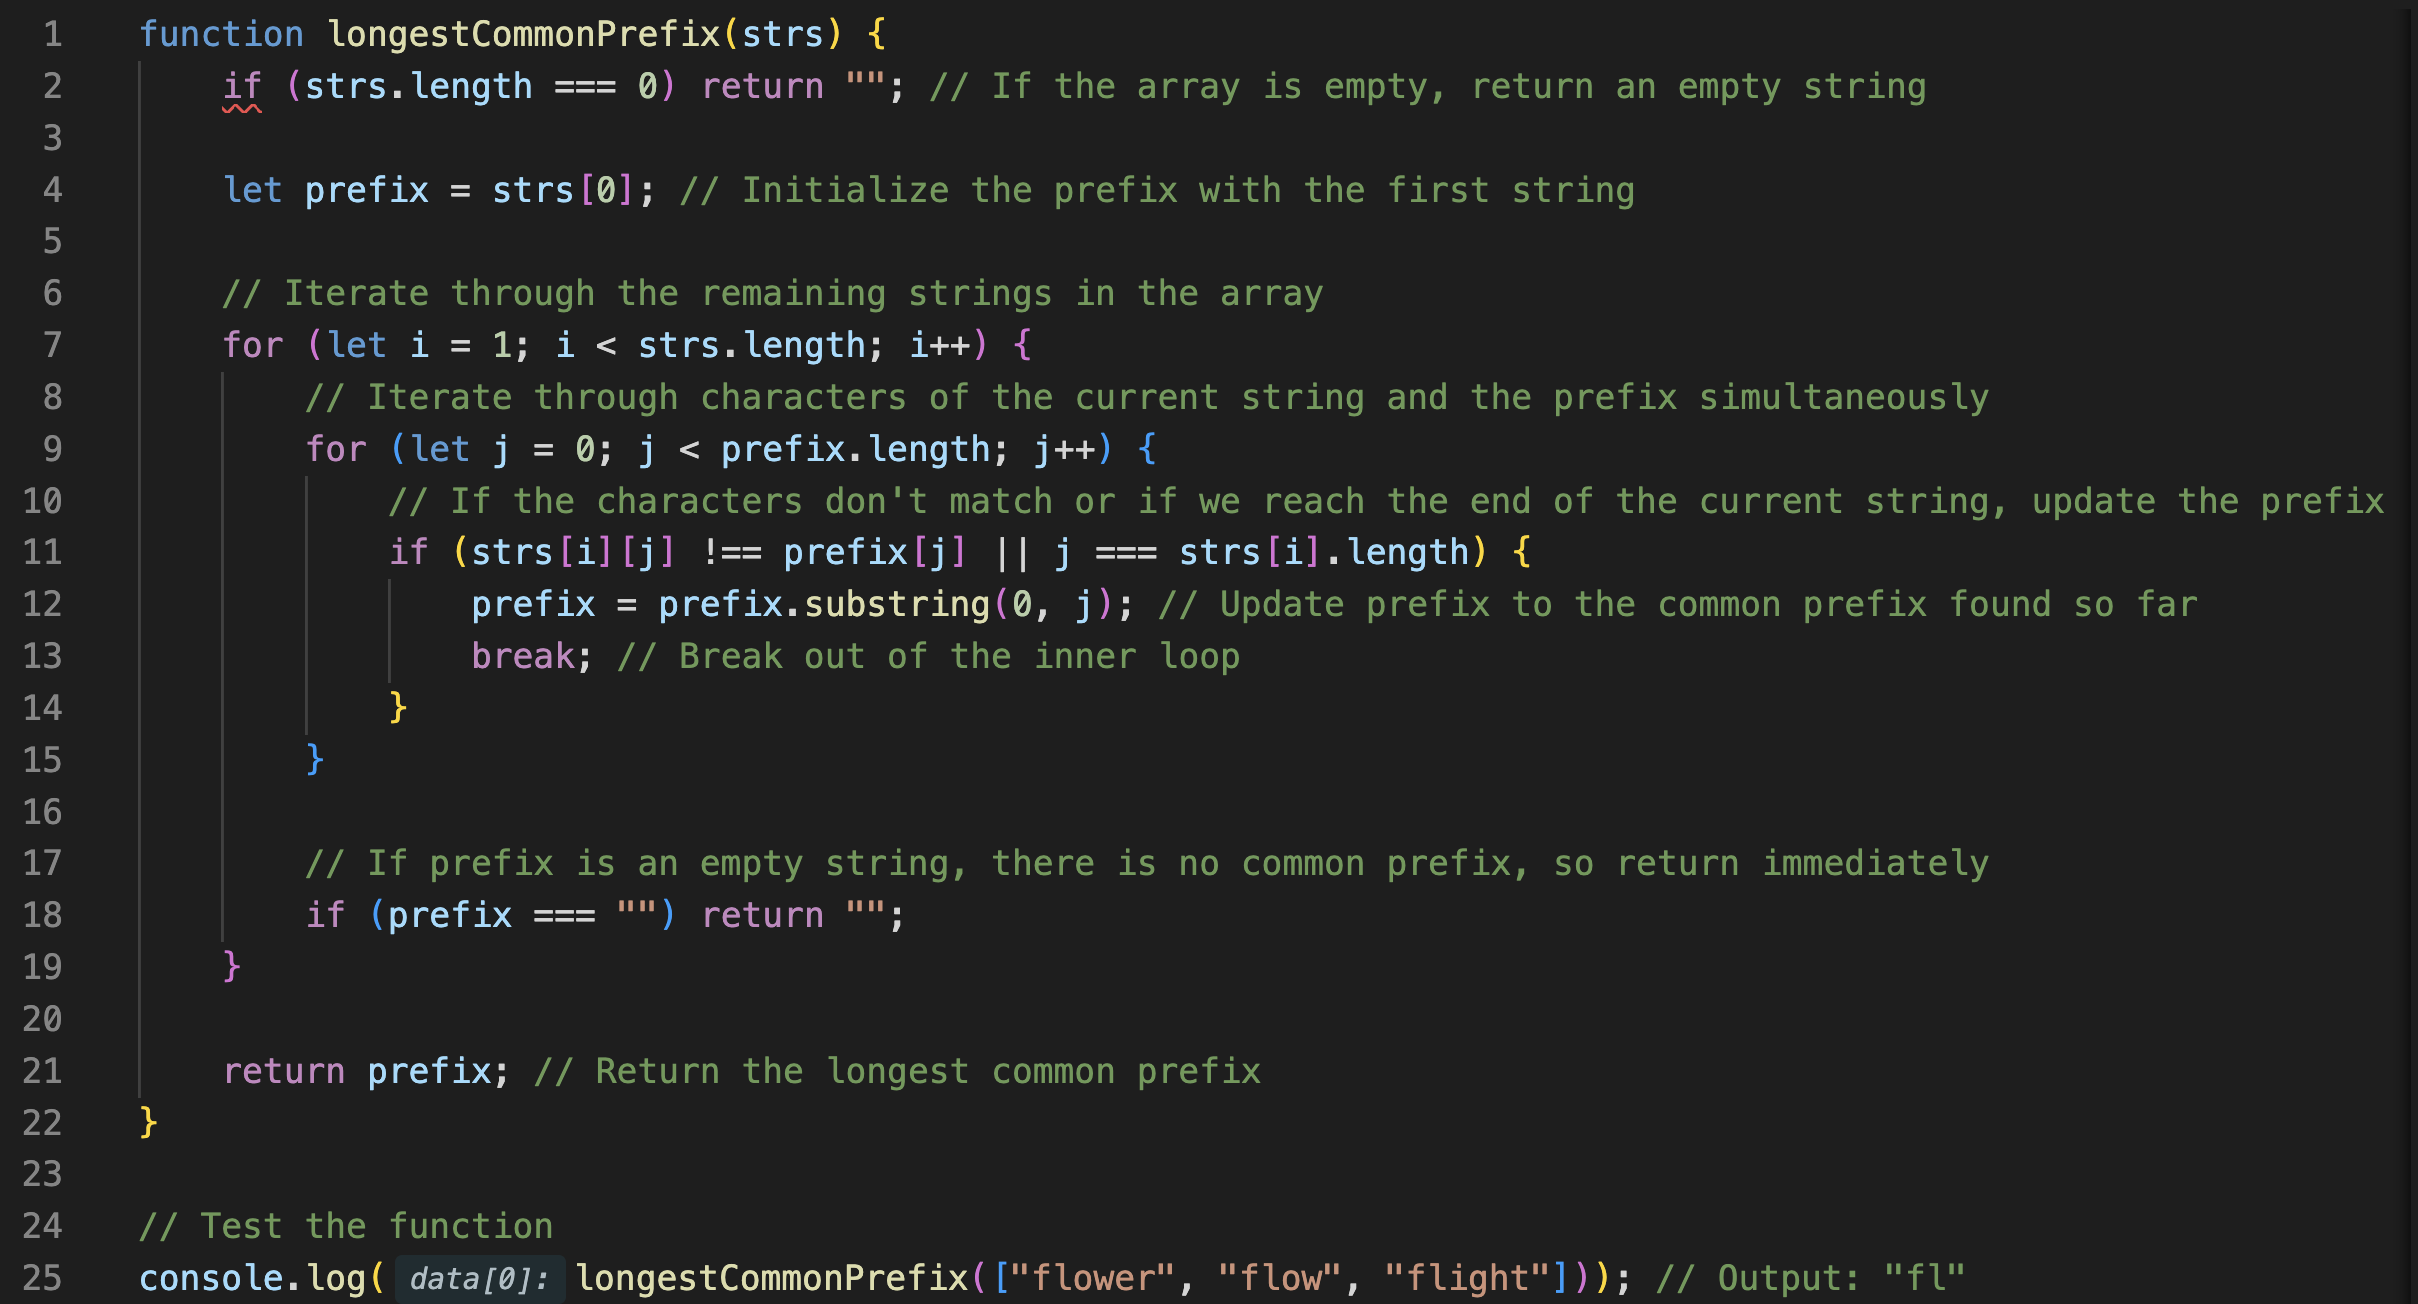 1 function longestCommonPrefix(strs) {
2     if (strs.length === 0) return ""; // If the array is empty, return an empty string
3
4     let prefix = strs[0]; // Initialize the prefix with the first string
5
6     // Iterate through the remaining strings in the array
7     for (let i = 1; i < strs.length; i++) {
8         // Iterate through characters of the current string and the prefix simultaneously
9         for (let j = 0; j < prefix.length; j++) {
10             // If the characters don't match or if we reach the end of the current string, update the prefix
11             if (strs[i][j] !== prefix[j] || j === strs[i].length) {
12                 prefix = prefix.substring(0, j); // Update prefix to the common prefix found so far
13                 break; // Break out of the inner loop
14             }
15         }
16
17         // If prefix is an empty string, there is no common prefix, so return immediately
18         if (prefix === "") return "";
19     }
20
21     return prefix; // Return the longest common prefix
22 }
23
24 // Test the function
25 console.log( data[0]: longestCommonPrefix(["flower", "flow", "flight"])); // Output: "fl"